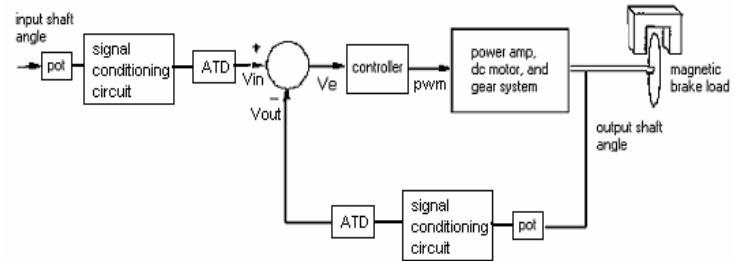 input shaft
angle
pot
signal
conditioning
circuit
ATD
+
Vin
-
Vout
Ve
controller
pwm
power amp,
dc motor, and
gear system
magnetic
brake load
output shaft
angle
ATD
signal
conditioning
circuit
pot